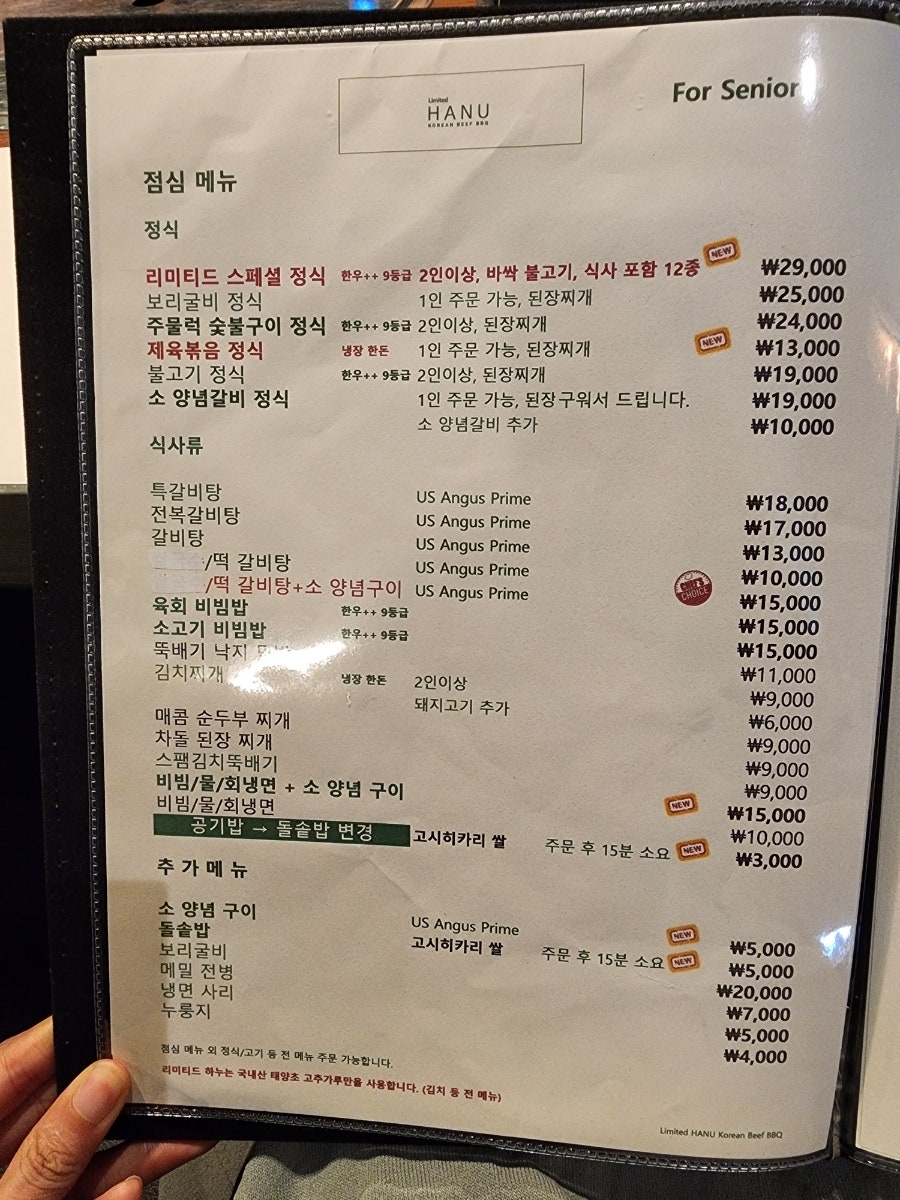 Limited
HANU
KOREAN BEEF BBQ
For Senior
점심 메뉴
정식
리미티드 스페셜 정식 한우++ 9등급 2인이상, 바싹 불고기, 식사 포함 12종 NEW ₩29,000
보리굴비 정식 1인 주문 가능, 된장찌개 ₩25,000
주물럭 숯불구이 정식 한우++ 9등급 2인이상, 된장찌개 ₩24,000
제육볶음 정식 냉장 한돈 1인 주문 가능, 된장찌개 NEW ₩13,000
불고기 정식 한우++ 9등급 2인이상, 된장찌개 ₩19,000
소 양념갈비 정식 1인 주문 가능, 된장구워서 드립니다. ₩19,000
소 양념갈비 추가 ₩10,000
식사류
특갈비탕 US Angus Prime ₩18,000
전복갈비탕 US Angus Prime ₩17,000
갈비탕 US Angus Prime ₩13,000
/떡 갈비탕 US Angus Prime ₩10,000
/떡 갈비탕+소 양념구이 US Angus Prime CHOICE ₩15,000
육회 비빔밥 한우++ 9등급 ₩15,000
소고기 비빔밥 한우++ 9등급 ₩15,000
뚝배기 낙지 ₩11,000
김치찌개 냉장 한돈 2인이상 ₩9,000
돼지고기 추가 ₩6,000
매콤 순두부 찌개 ₩9,000
차돌 된장 찌개 ₩9,000
스팸김치뚝배기 ₩9,000
비빔/물/회냉면 + 소 양념 구이 NEW ₩15,000
비빔/물/회냉면 ₩10,000
공기밥 → 돌솥밥 변경 고시히카리 쌀 주문 후 15분 소요 NEW ₩3,000
추가메뉴
소 양념 구이 US Angus Prime NEW ₩5,000
돌솥밥 고시히카리 쌀 주문 후 15분 소요 NEW ₩5,000
보리굴비 ₩20,000
메밀 전병 ₩7,000
냉면 사리 ₩5,000
누룽지 ₩4,000
점심 메뉴 외 정식/고기 등 전 메뉴 주문 가능합니다.
리미티드 하누는 국내산 태양초 고추가루만을 사용합니다. (김치 등 전 메뉴)
Limited HANU Korean Beef BBQ